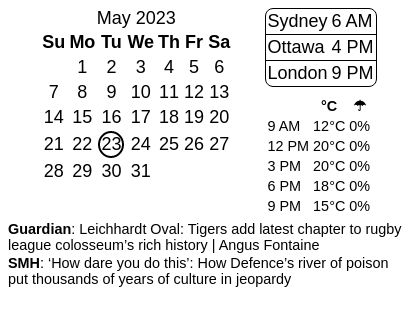 May 2023
Su Mo Tu We Th Fr Sa
1 2 3 4 5 6
7 8 9 10 11 12 13
14 15 16 17 18 19 20
21 22 23 24 25 26 27
28 29 30 31
Sydney 6 AM
Ottawa 4 PM
London 9 PM
°C ☂
9 AM 12°C 0%
12 PM 20°C 0%
3 PM 20°C 0%
6 PM 18°C 0%
9 PM 15°C 0%
Guardian: Leichhardt Oval: Tigers add latest chapter to rugby
league colosseum’s rich history | Angus Fontaine
SMH: ‘How dare you do this’: How Defence’s river of poison
put thousands of years of culture in jeopardy